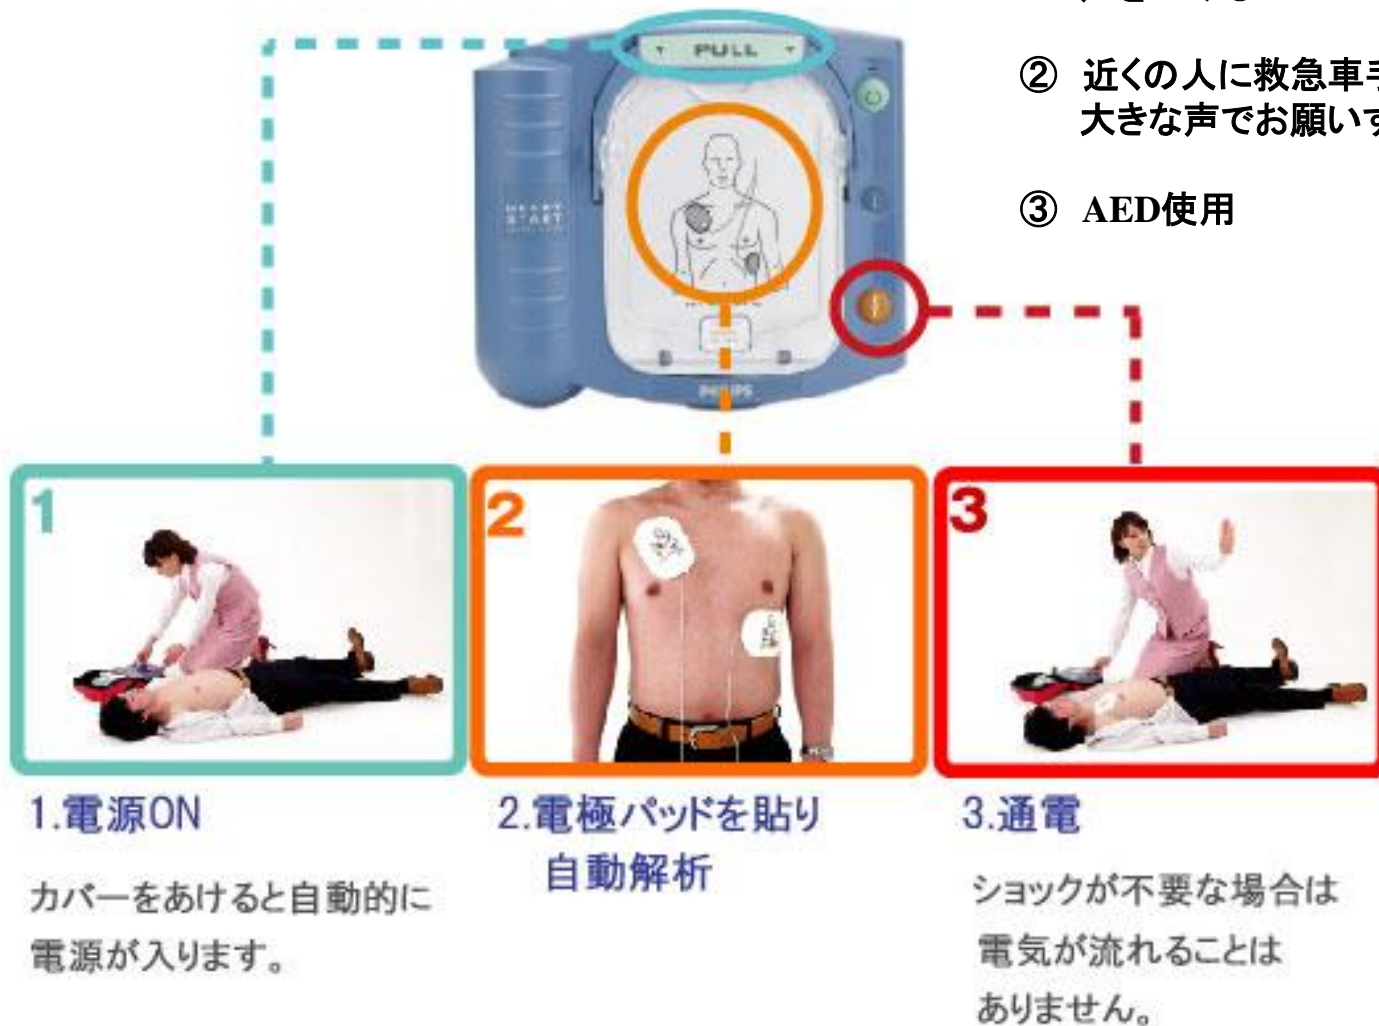 ② 近くの人に救急車
大きな声でお願い
③ AED使用
PULL
HEART
START
PHILIPS
1
2
3
1.電源ON
カバーをあけると自動的に
電源が入ります。
2.電極パッドを貼り
自動解析
3.通電
ショックが不要な場合は
電気が流れることは
ありません。